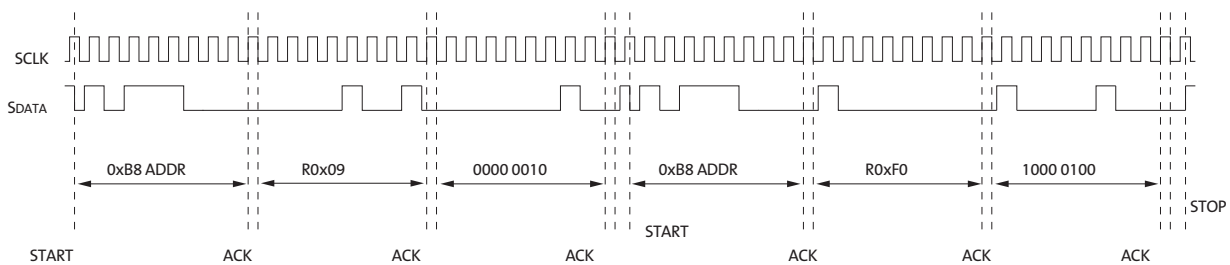 SCLK
SDATA
0xB8 ADDR
R0x09
0000 0010
0xB8 ADDR
R0xF0
1000 0100
STOP
START
START
ACK
ACK
ACK
ACK
ACK
ACK